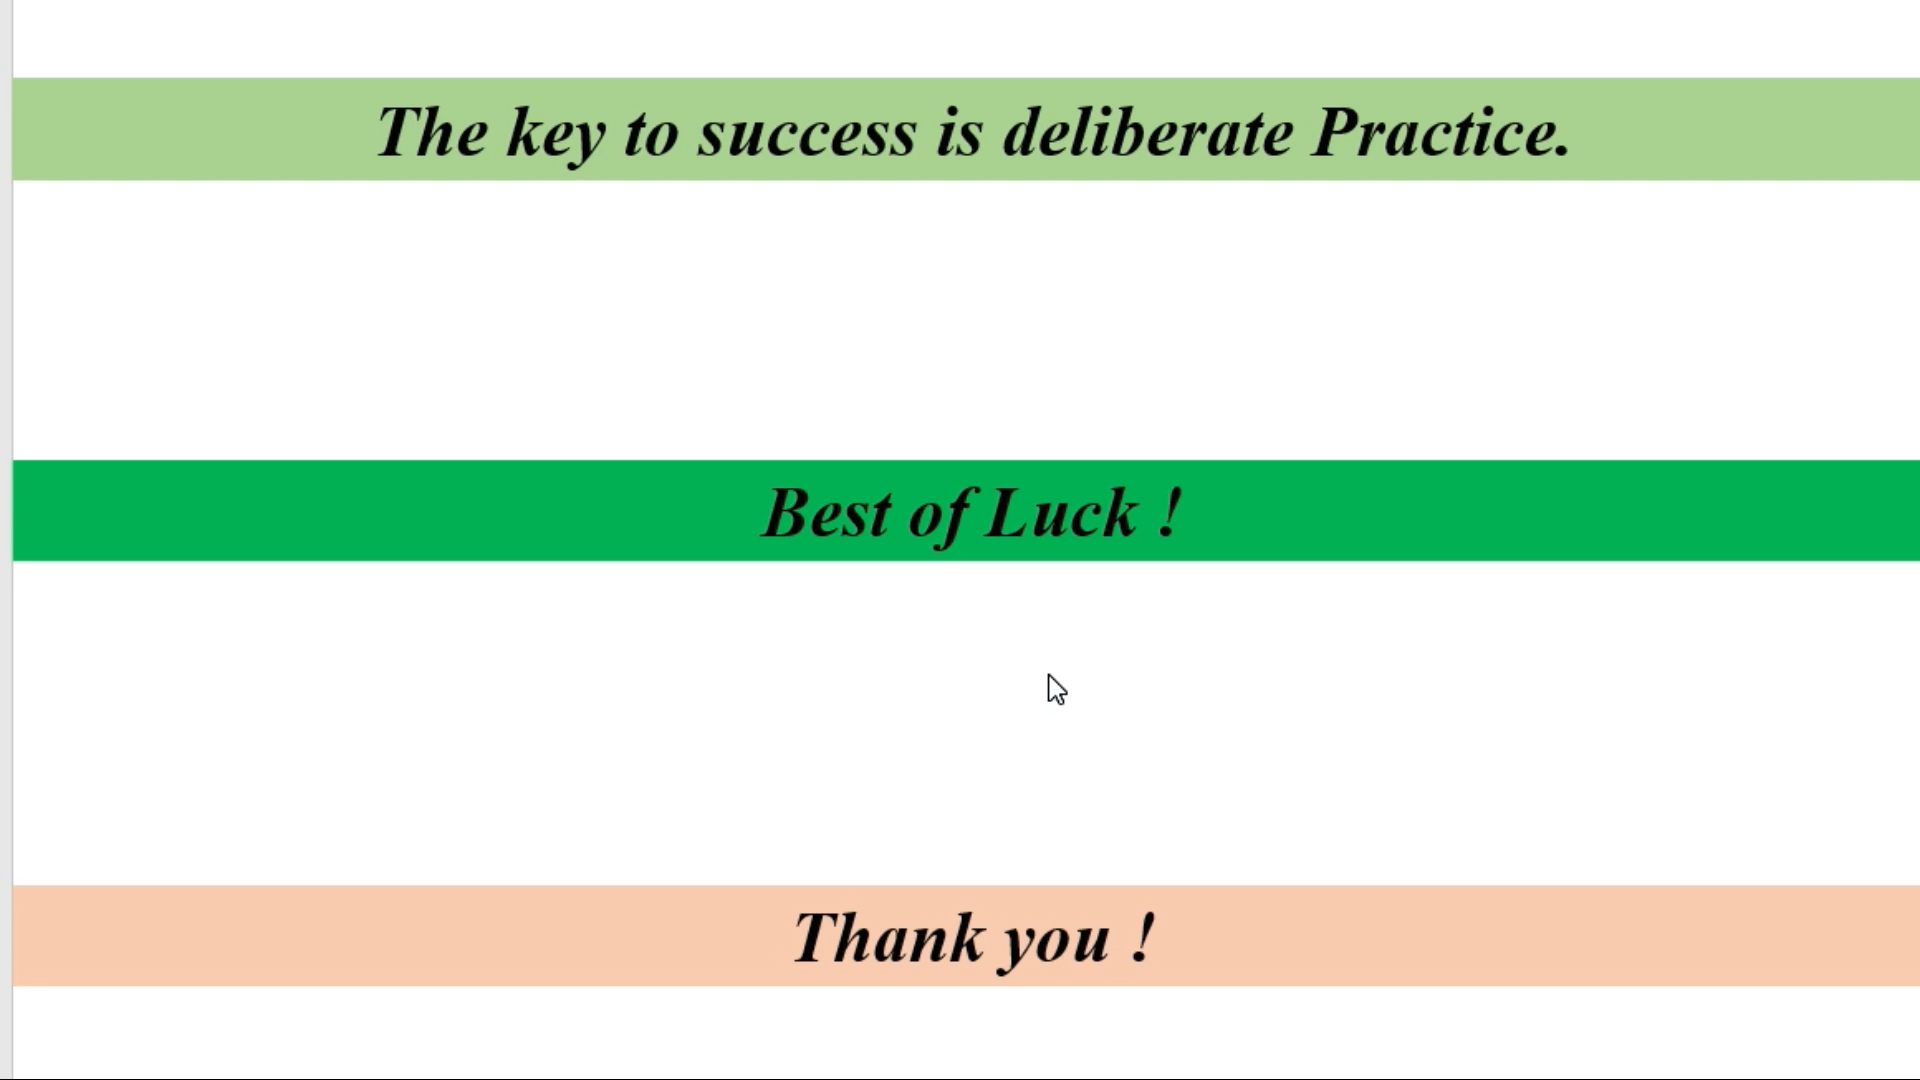 The key to success is deliberate Practice.
Best of Luck !
Thank you !